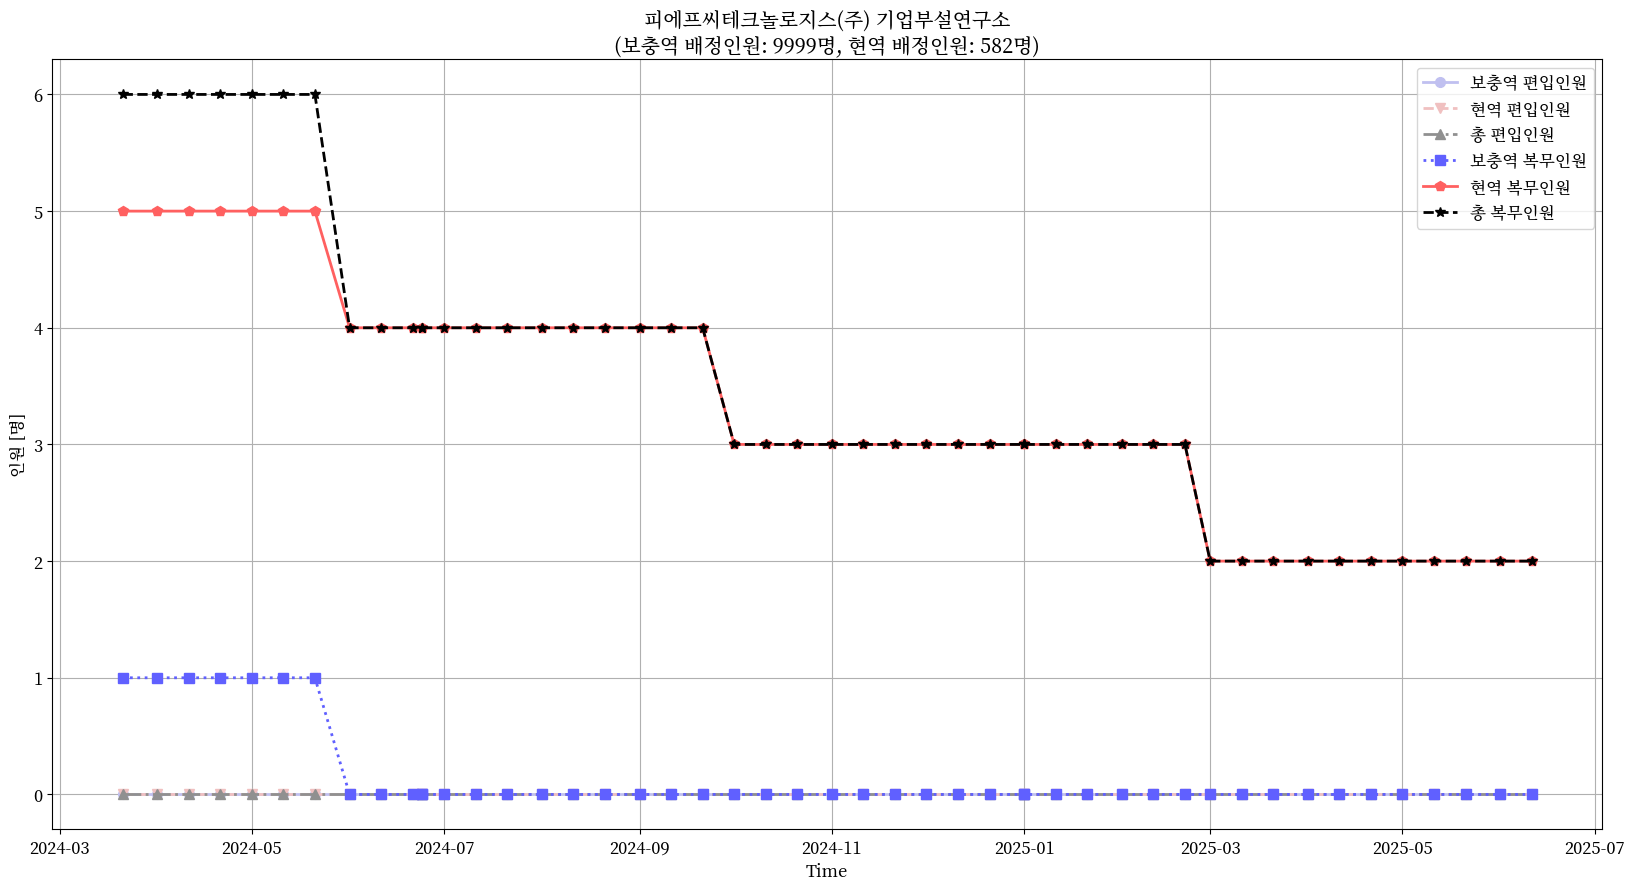 피에프씨테크놀로지스(주) 기업부설연구소
(보충역 배정인원: 9999명, 현역 배정인원: 582명)
보충역 편입인원
현역 편입인원
총 편입인원
보충역 복무인원
현역 복무인원
총 복무인원
인원 [명]
6
5
4
3
2
1
0
2024-03
2024-05
2024-07
2024-09
2024-11
2025-01
2025-03
2025-05
2025-07
Time